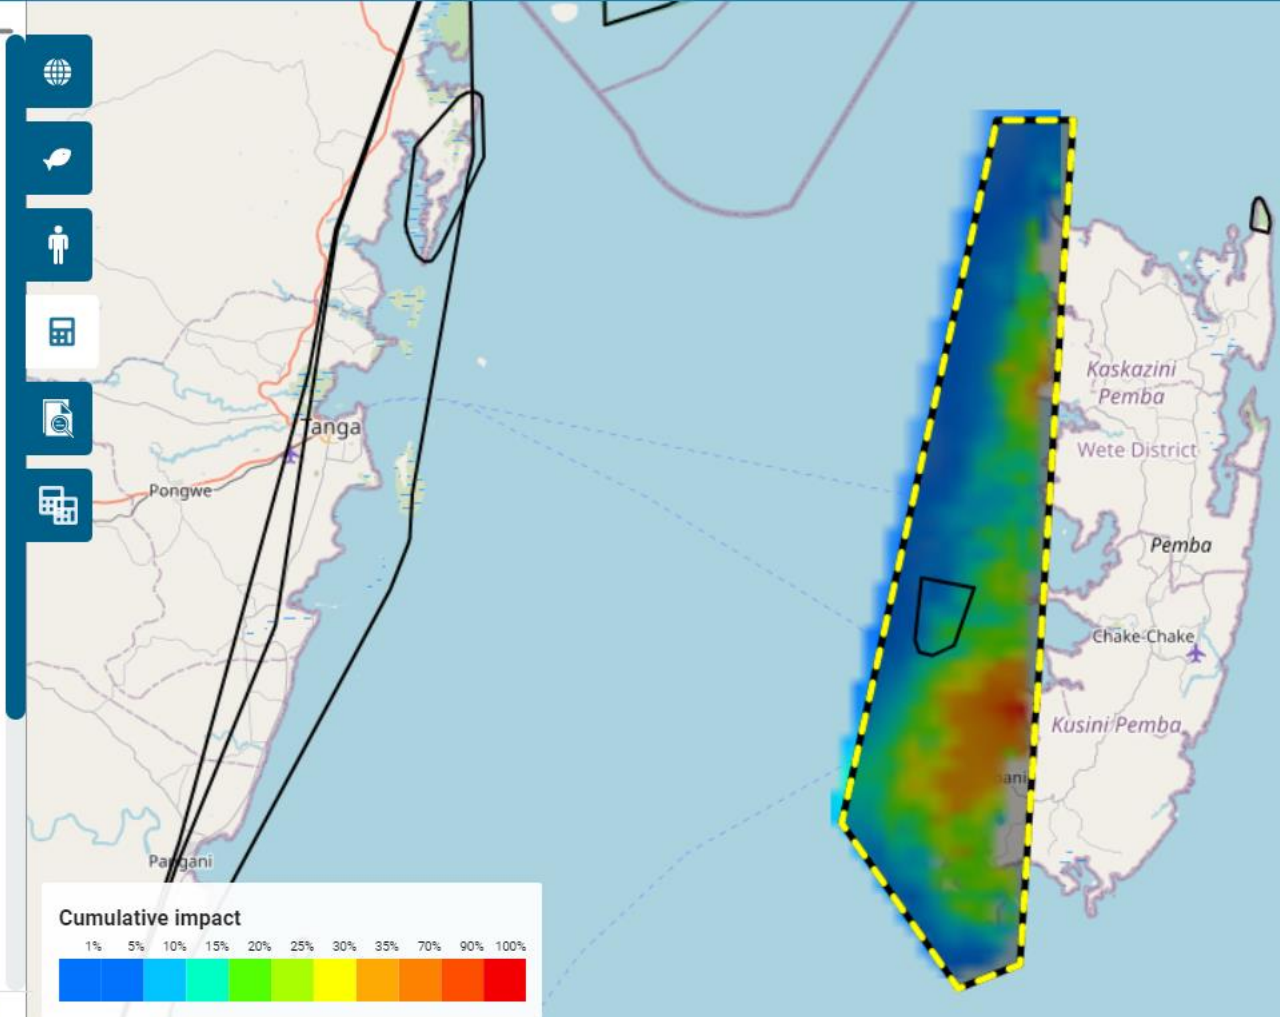 Kaskazini
Pemba
Tanga
Wete District
Pongwe
Pemba
Chake-Chake
Kusini Pemba
ani
Pangani
Cumulative impact
1% 5% 10% 15% 20% 25% 30% 35% 70% 90% 100%